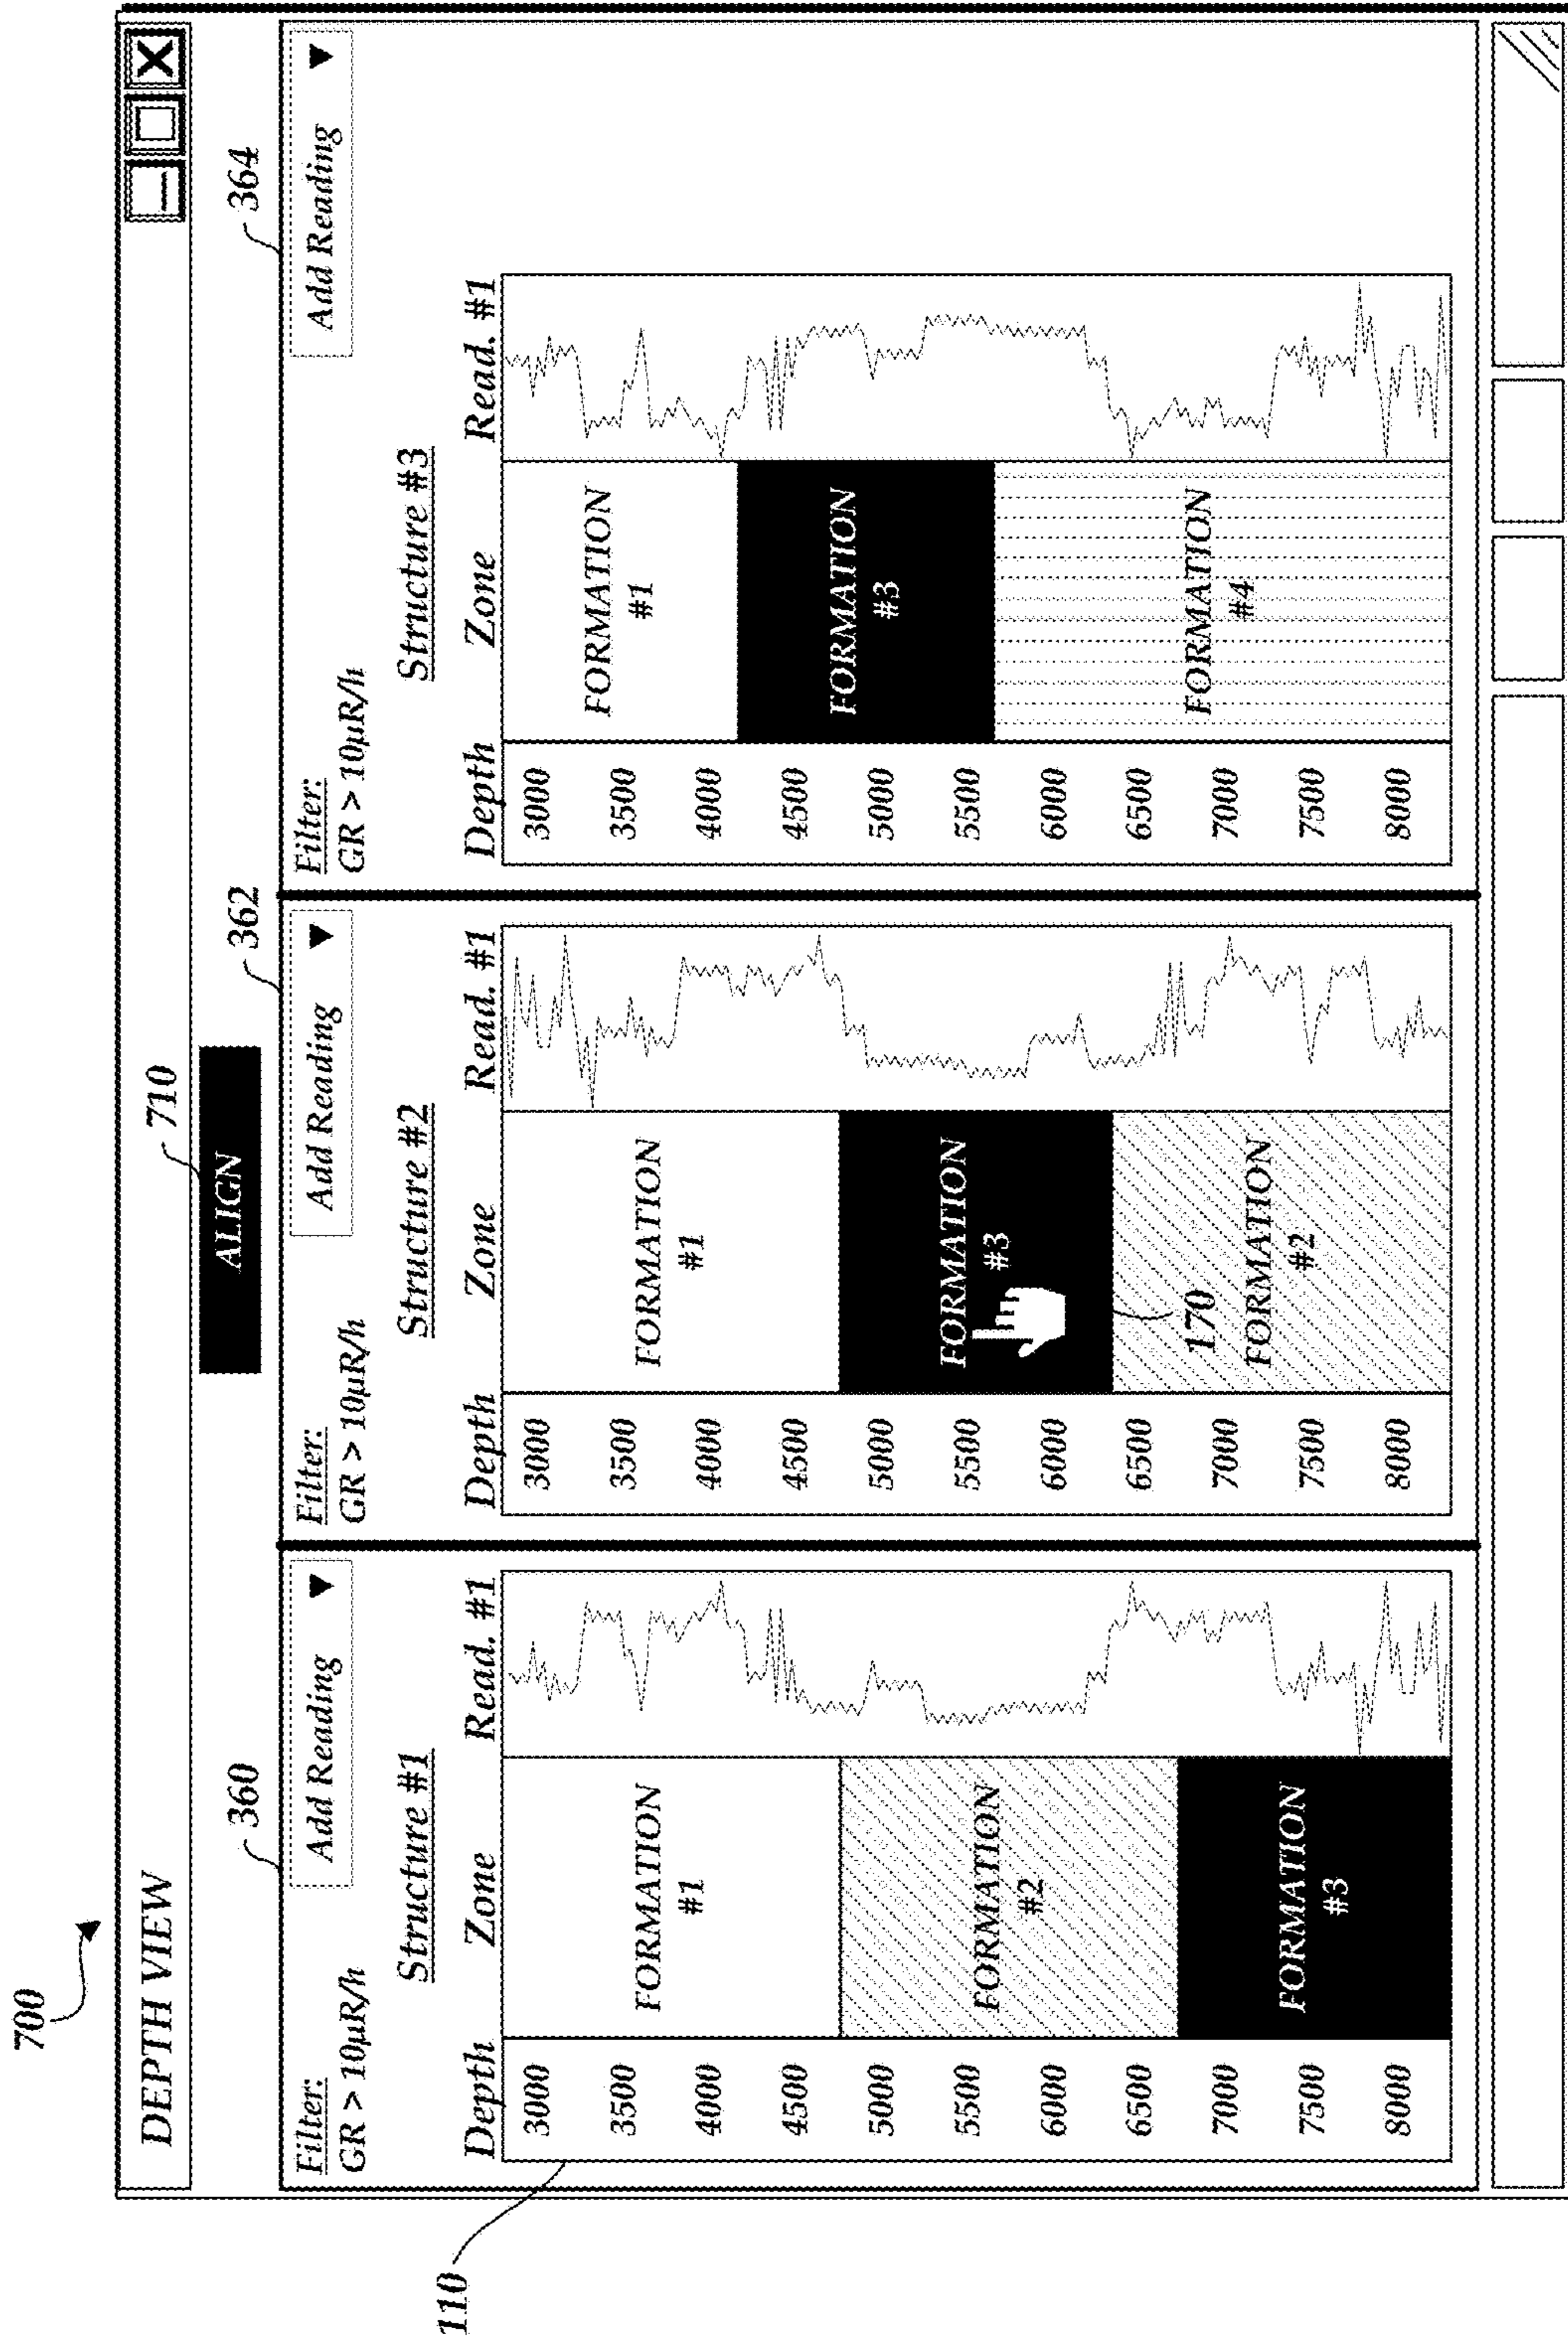 700
DEPTH VIEW
710
ALIGN
360
362
364
Filter:
GR > 10µR/h
Add Reading
Structure #1
Depth
Zone
Read. #1
110
3000
3500
4000
4500
5000
5500
6000
6500
7000
7500
8000
FORMATION
#1
FORMATION
#2
FORMATION
#3
Filter:
GR > 10µR/h
Add Reading
Structure #2
Depth
Zone
Read. #1
3000
3500
4000
4500
5000
5500
6000
6500
7000
7500
8000
FORMATION
#1
FORMATION
#3
170
FORMATION
#2
Filter:
GR > 10µR/h
Add Reading
Structure #3
Depth
Zone
Read. #1
3000
3500
4000
4500
5000
5500
6000
6500
7000
7500
8000
FORMATION
#1
FORMATION
#3
FORMATION
#4